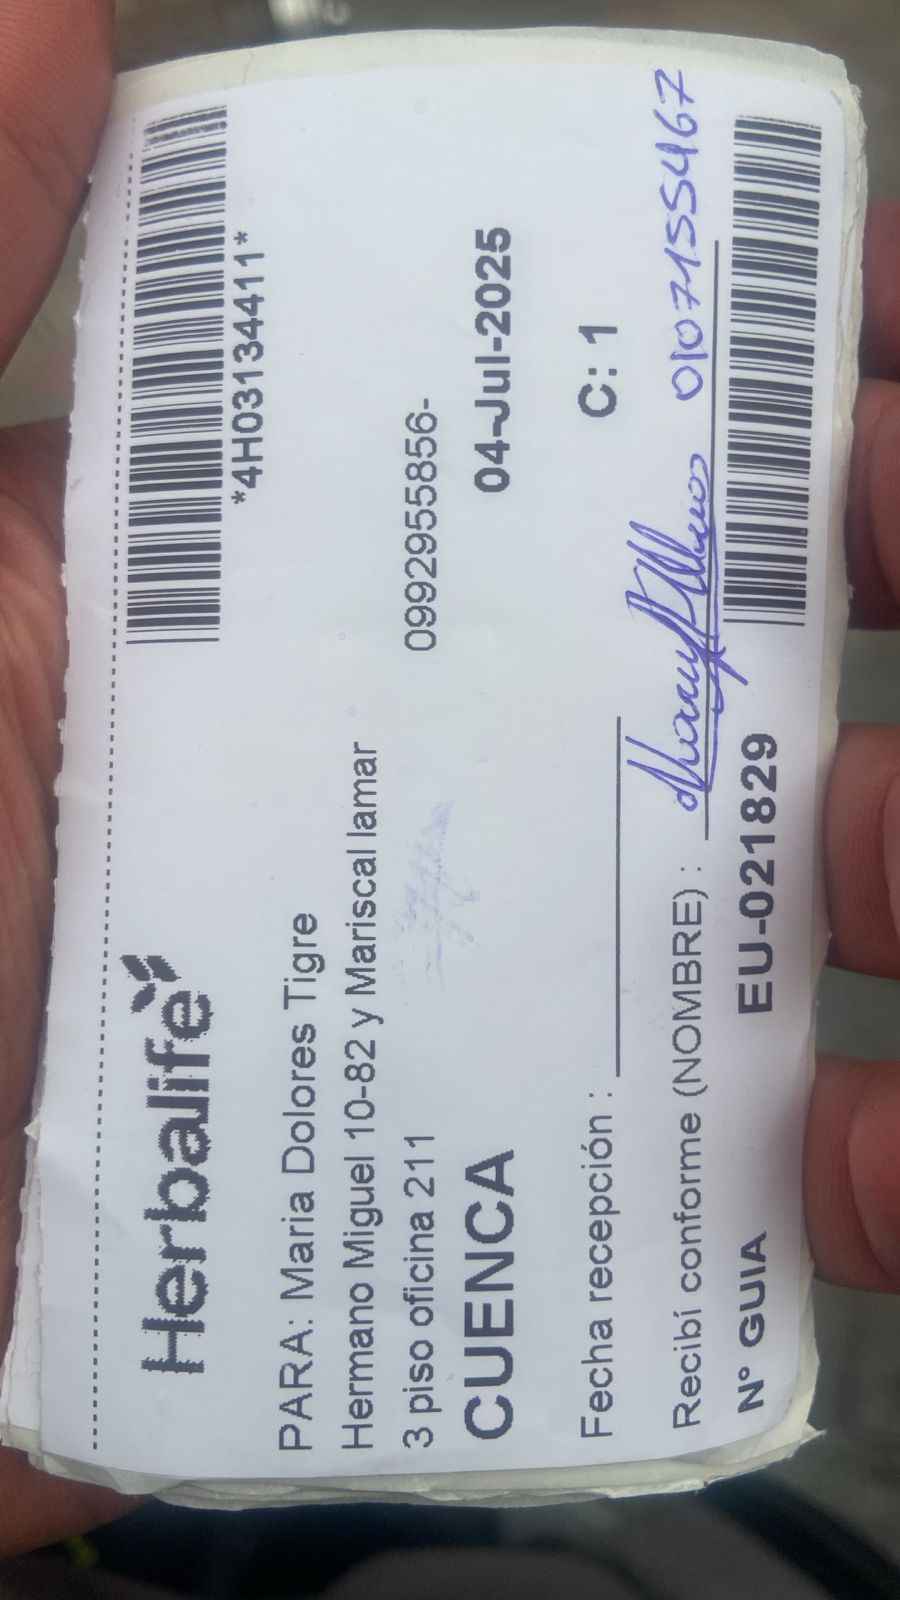 Herbalife
*4H03134411*
PARA: Maria Dolores Tigre
Hermano Miguel 10-82 y Mariscal lamar
3 piso oficina 211 0992955856-
CUENCA 04-Jul-2025
Fecha recepción : C: 1
Recibí conforme (NOMBRE) : 0107155467
N° GUIA EU-021829